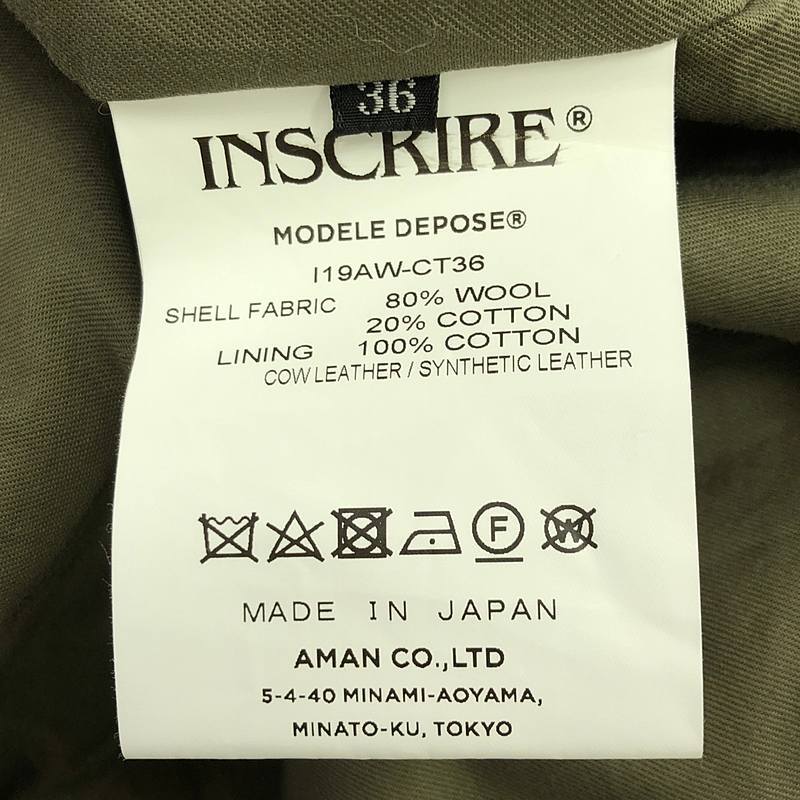 36
INSCRIRE®
MODELE DEPOSE®
I19AW-CT36
SHELL FABRIC 80% WOOL
20% COTTON
LINING 100% COTTON
COW LEATHER / SYNTHETIC LEATHER
F W
MADE IN JAPAN
AMAN CO.,LTD
5-4-40 MINAMI-AOYAMA,
MINATO-KU, TOKYO